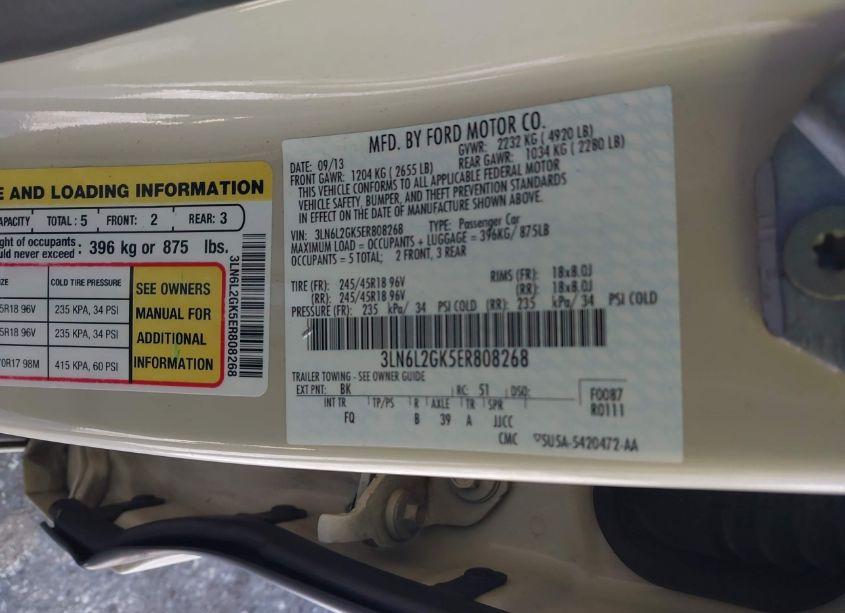 E AND LOADING INFORMATION
APACITY TOTAL : 5 FRONT: 2 REAR: 3
ght of occupants
ould never exceed : 396 kg or 875 lbs.
ZE COLD TIRE PRESSURE
5R18 96V 235 KPA, 34 PSI
5R18 96V 235 KPA, 34 PSI
70R17 98M 415 KPA, 60 PSI
SEE OWNERS
MANUAL FOR
ADDITIONAL
INFORMATION
3LN6L2GK5ER808268
MFD. BY FORD MOTOR CO.
DATE: 09/13 GVWR: 2232 KG ( 4920 LB)
FRONT GAWR: 1204 KG ( 2655 LB) REAR GAWR: 1034 KG ( 2280 LB)
THIS VEHICLE CONFORMS TO ALL APPLICABLE FEDERAL MOTOR
VEHICLE SAFETY, BUMPER, AND THEFT PREVENTION STANDARDS
IN EFFECT ON THE DATE OF MANUFACTURE SHOWN ABOVE.
VIN: 3LN6L2GK5ER808268 TYPE: Passenger Car
MAXIMUM LOAD = OCCUPANTS + LUGGAGE = 396KG/ 875LB
OCCUPANTS = 5 TOTAL; 2 FRONT, 3 REAR
TIRE (FR): 245/45R18 96V RIMS (FR): 18x8.0J
(RR): 245/45R18 96V (RR): 18x8.0J
PRESSURE (FR): 235 kPa/ 34 PSI COLD (RR): 235 kPa/ 34 PSI COLD
3LN6L2GK5ER808268
TRAILER TOWING - SEE OWNER GUIDE
EXT PNT: BK RC: 51 DSO: F0087
INT TR TP/PS R AXLE TR SPR R0111
FQ B 39 A JJCC
CMC 5U5A-5420472-AA